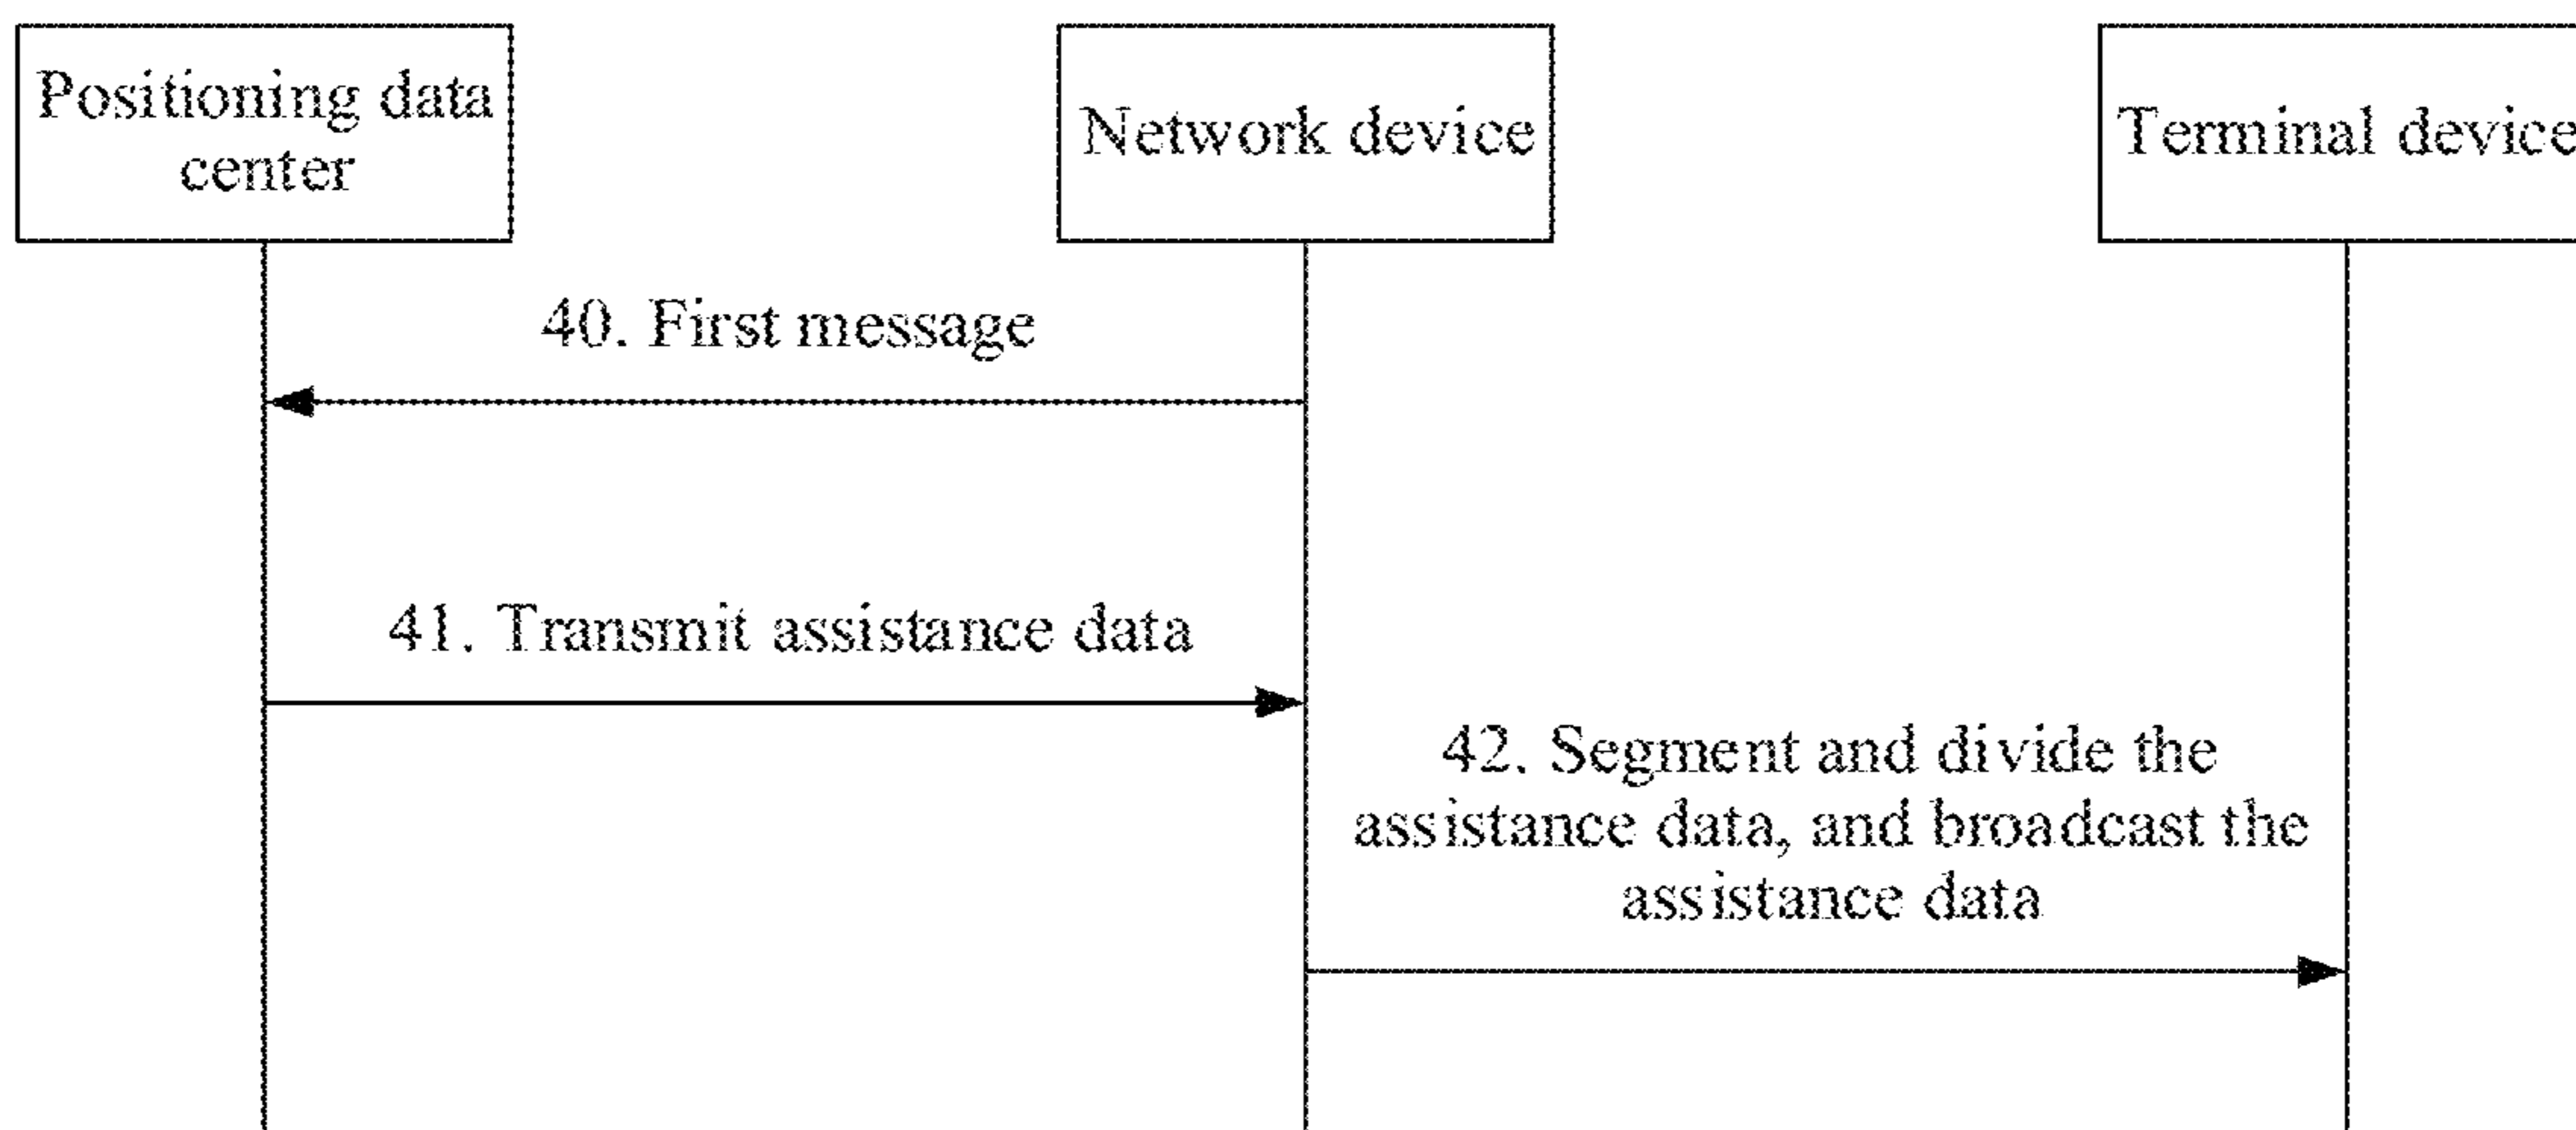 Positioning data
center
Network device
Terminal device
40. First message
41. Transmit assistance data
42. Segment and divide the
assistance data, and broadcast the
assistance data